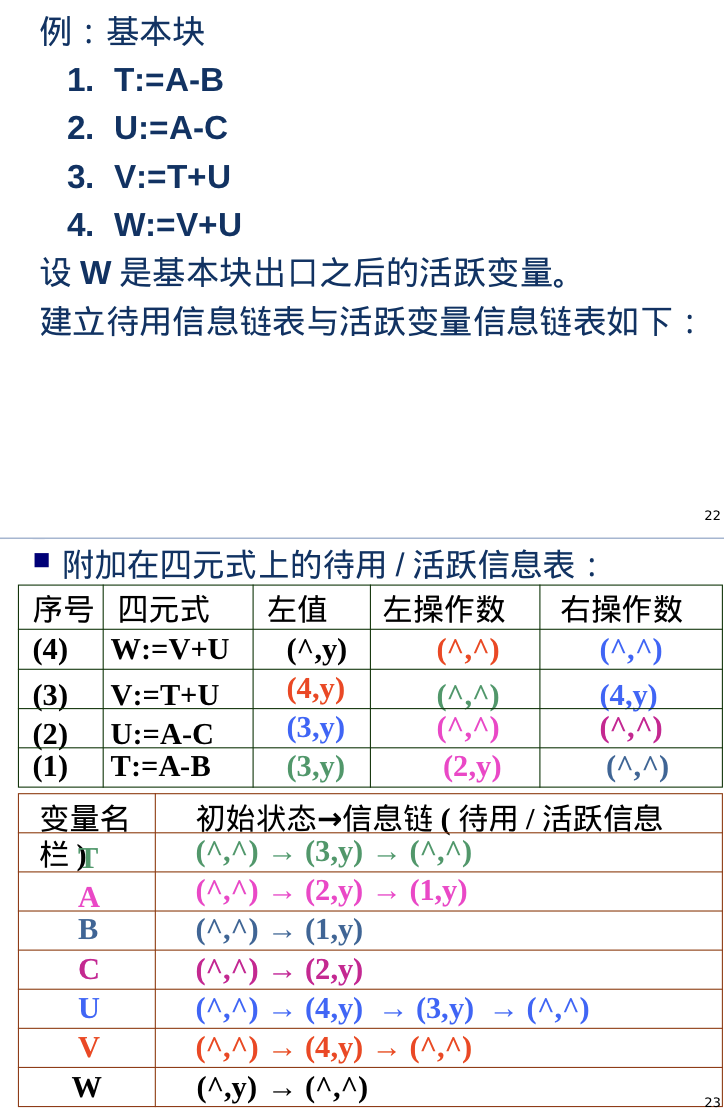 例：基本块
1. T:=A-B
2. U:=A-C
3. V:=T+U
4. W:=V+U
设 W 是基本块出口之后的活跃变量。
建立待用信息链表与活跃变量信息链表如下：
22
附加在四元式上的待用 / 活跃信息表：
序号 四元式 左值 左操作数 右操作数
(4) W:=V+U (^,y) (^,^) (^,^)
(3) V:=T+U (4,y) (^,^) (4,y)
(2) U:=A-C (3,y) (^,^) (^,^)
(1) T:=A-B (3,y) (2,y) (^,^)
变量名 初始状态→信息链 ( 待用 / 活跃信息
栏 )
T (^,^) → (3,y) → (^,^)
A (^,^) → (2,y) → (1,y)
B (^,^) → (1,y)
C (^,^) → (2,y)
U (^,^) → (4,y) → (3,y) → (^,^)
V (^,^) → (4,y) → (^,^)
W (^,y) → (^,^)
23